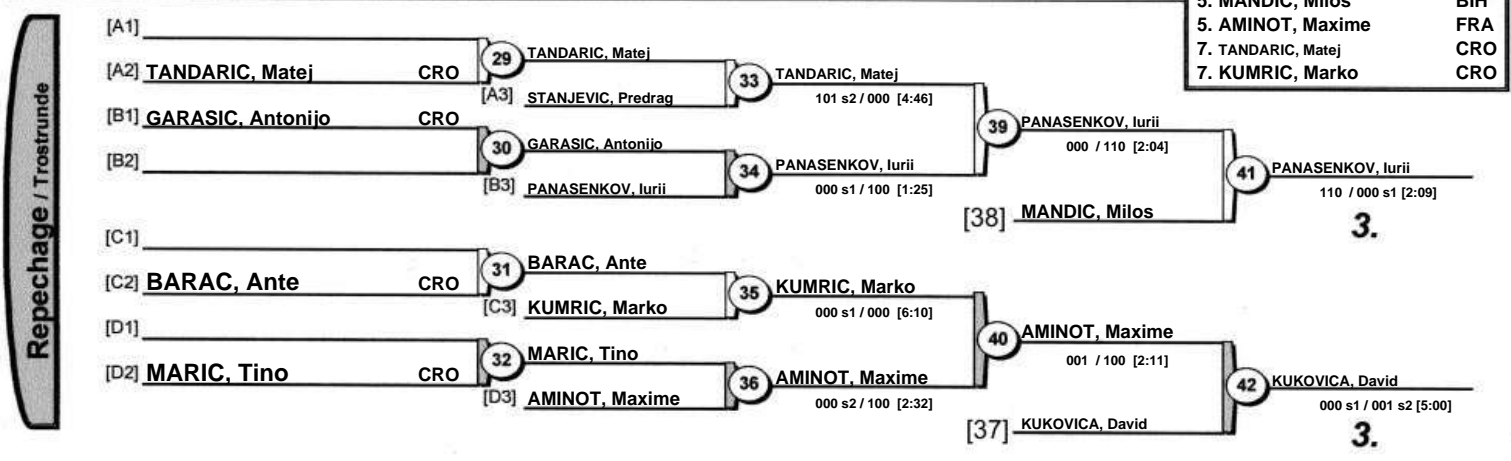 5. MANDIC, Milos BIH
5. AMINOT, Maxime FRA
7. TANDARIC, Matej CRO
7. KUMRIC, Marko CRO
Repechage / Trostrunde
[A1]
[A2] TANDARIC, Matej CRO
29 TANDARIC, Matej
[A3] STANJEVIC, Predrag
33 TANDARIC, Matej
101 s2 / 000 [4:46]
[B1] GARASIC, Antonijo CRO
[B2]
30 GARASIC, Antonijo
[B3] PANASENKOV, Iurii
34 PANASENKOV, Iurii
000 s1 / 100 [1:25]
39 PANASENKOV, Iurii
000 / 110 [2:04]
[38] MANDIC, Milos
41 PANASENKOV, Iurii
110 / 000 s1 [2:09]
3.
[C1]
[C2] BARAC, Ante CRO
31 BARAC, Ante
[C3] KUMRIC, Marko
35 KUMRIC, Marko
000 s1 / 000 [6:10]
[D1]
[D2] MARIC, Tino CRO
32 MARIC, Tino
[D3] AMINOT, Maxime
36 AMINOT, Maxime
000 s2 / 100 [2:32]
40 AMINOT, Maxime
001 / 100 [2:11]
[37] KUKOVICA, David
42 KUKOVICA, David
000 s1 / 001 s2 [5:00]
3.